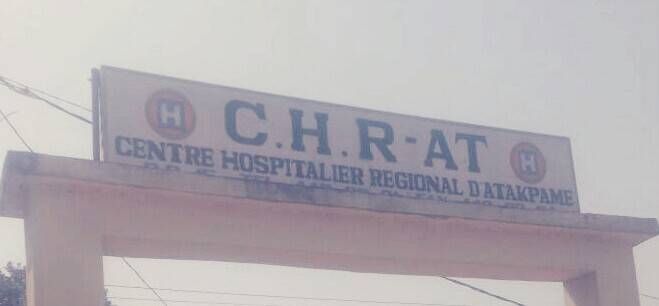 H C.H.R-AT H
CENTRE HOSPITALIER REGIONAL D'ATAKPAME